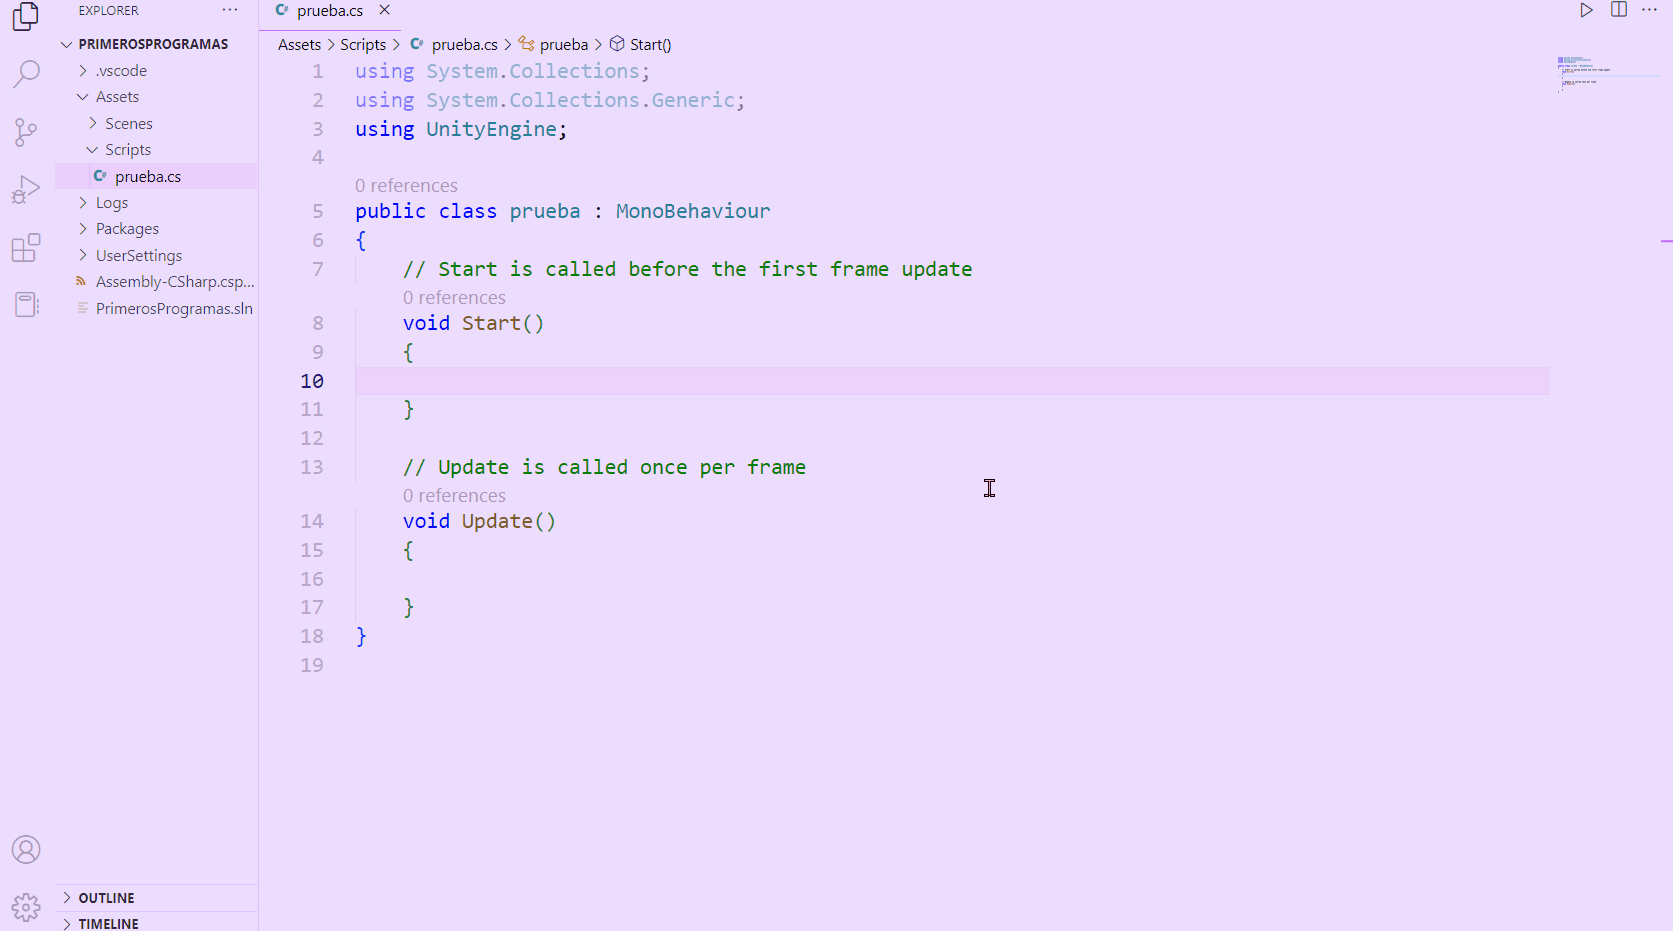 EXPLORER
PRIMEROSPROGRAMAS
.vscode
Assets
Scenes
Scripts
C# prueba.cs
Logs
Packages
UserSettings
Assembly-CSharp.csp...
PrimerosProgramas.sln
OUTLINE
TIMELINE
C# prueba.cs
Assets > Scripts > C# prueba.cs > prueba > Start()
1 using System.Collections;
2 using System.Collections.Generic;
3 using UnityEngine;
4
0 references
5 public class prueba : MonoBehaviour
6 {
7 // Start is called before the first frame update
0 references
8 void Start()
9 {
10
11 }
12
13 // Update is called once per frame
0 references
14 void Update()
15 {
16
17 }
18 }
19